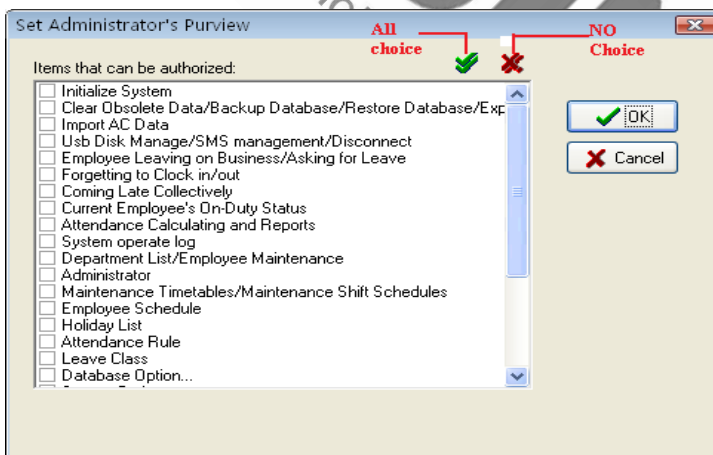 Set Administrator's Purview
All
choice
NO
Choice
Items that can be authorized:
Initialize System
Clear Obsolete Data/Backup Database/Restore Database/Exp
Import AC Data
Usb Disk Manage/SMS management/Disconnect
Employee Leaving on Business/Asking for Leave
Forgetting to Clock in/out
Coming Late Collectively
Current Employee's On-Duty Status
Attendance Calculating and Reports
System operate log
Department List/Employee Maintenance
Administrator
Maintenance Timetables/Maintenance Shift Schedules
Employee Schedule
Holiday List
Attendance Rule
Leave Class
Database Option...
OK
Cancel